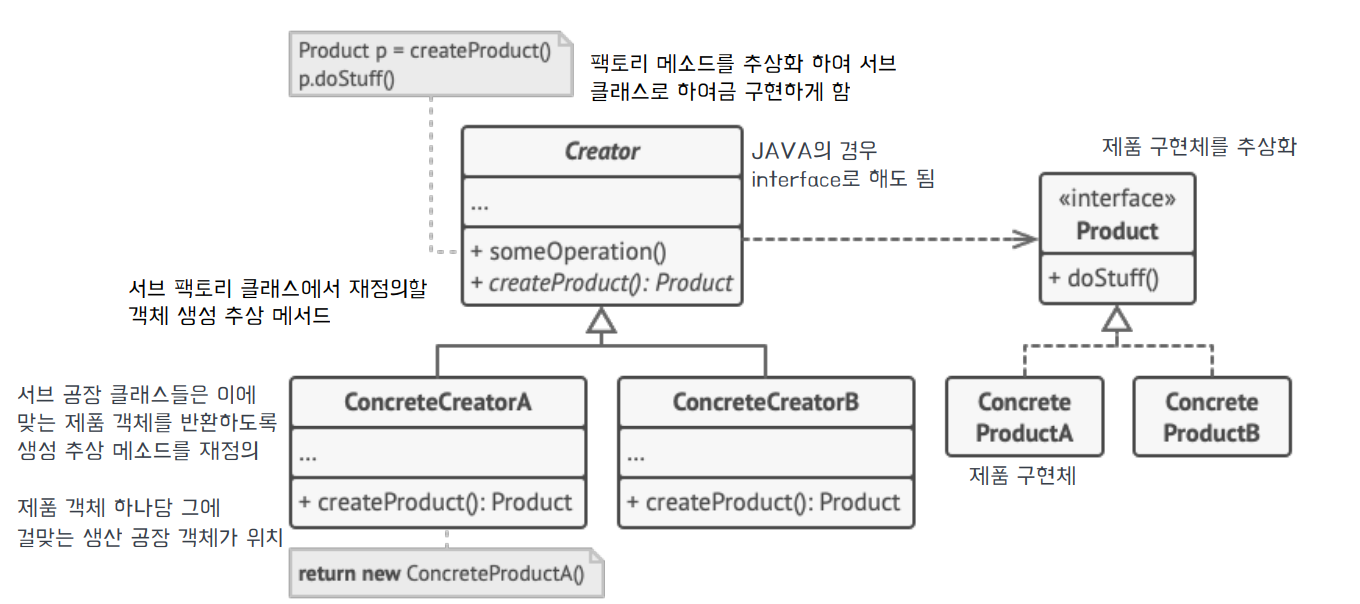 Product p = createProduct()
p.doStuff()
팩토리 메소드를 추상화 하여 서브
클래스로 하여금 구현하게 함
Creator
...
+ someOperation()
+ createProduct(): Product
JAVA의 경우
interface로 해도 됨
제품 구현체를 추상화
«interface»
Product
+ doStuff()
서브 팩토리 클래스에서 재정의할
객체 생성 추상 메서드
서브 공장 클래스들은 이에
맞는 제품 객체를 반환하도록
생성 추상 메소드를 재정의
제품 객체 하나당 그에
걸맞는 생산 공장 객체가 위치
ConcreteCreatorA
...
+ createProduct(): Product
return new ConcreteProductA()
ConcreteCreatorB
...
+ createProduct(): Product
Concrete
ProductA
제품 구현체
Concrete
ProductB